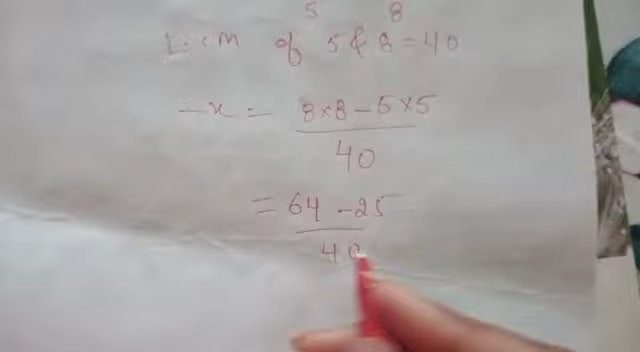 5 8
L.C.M of 5 & 8 = 40
-x = 8×8-5×5
40
= 64-25
40